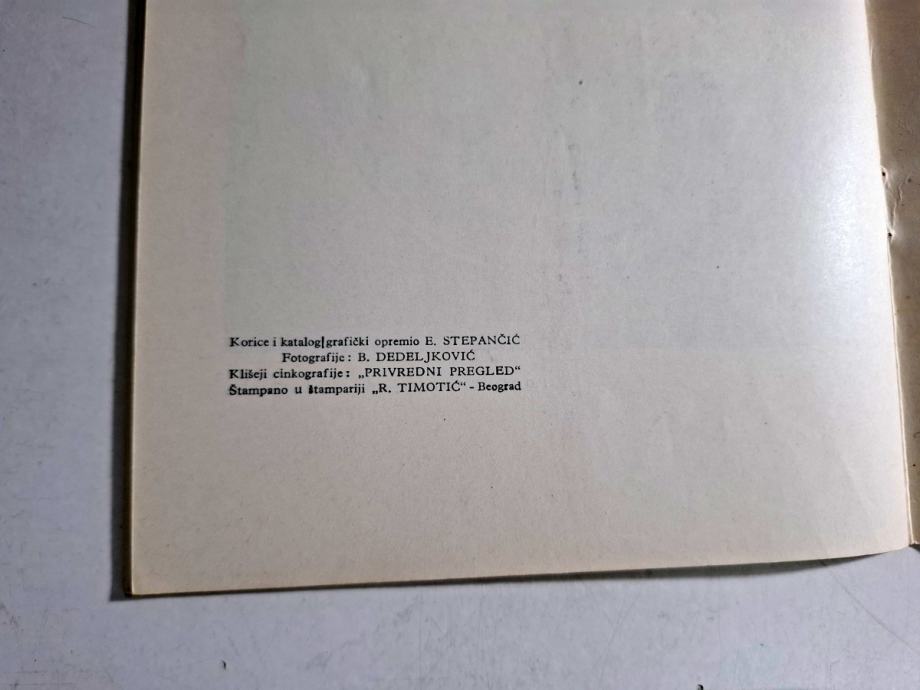 Korice i katalog grafički opremio E. STEPANČIĆ
Fotografije: B. DEDELJKOVIĆ
Klišeji cinkografije: „PRIVREDNI PREGLED“
Štampano u štampariji „R. TIMOTIĆ“ - Beograd